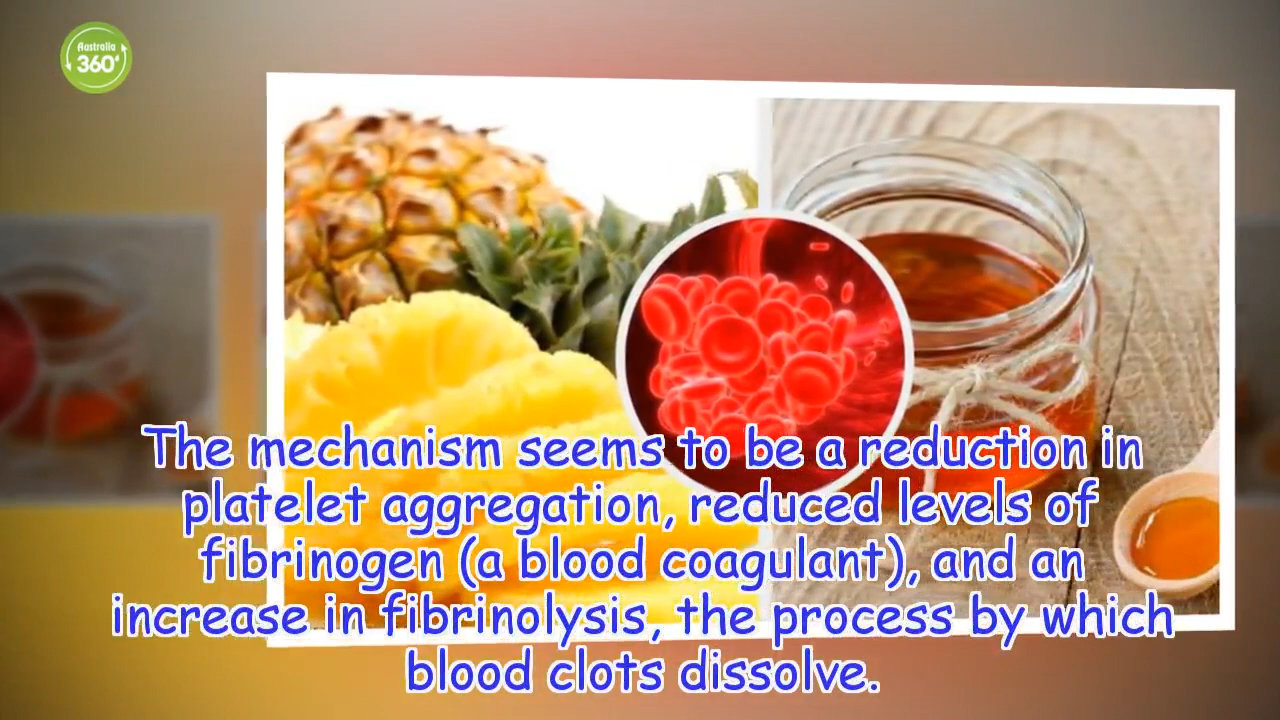 Australia
360°
The mechanism seems to be a reduction in
platelet aggregation, reduced levels of
fibrinogen (a blood coagulant), and an
increase in fibrinolysis, the process by which
blood clots dissolve.